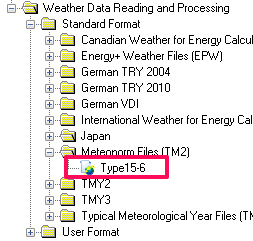 Weather Data Reading and Processing
Standard Format
Canadian Weather for Energy Calcul
Energy+ Weather Files (EPW)
German TRY 2004
German TRY 2010
German VDI
International Weather for Energy Cal
Japan
Meteonorm Files (TM2)
Type15-6
TMY2
TMY3
Typical Meteorological Year Files (TM
User Format